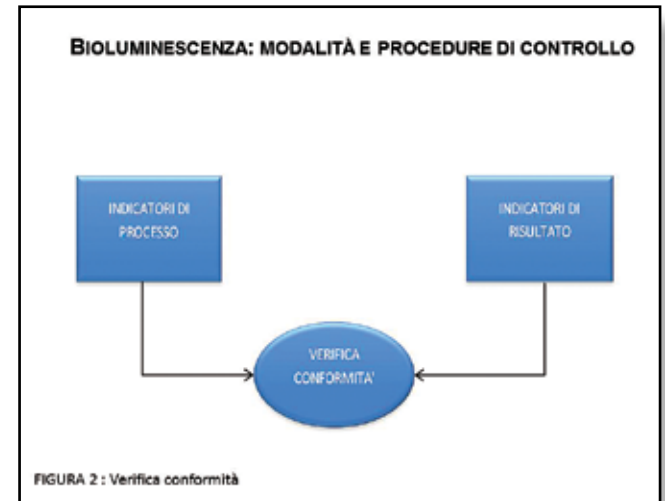 BIOLUMINESCENZA: MODALITÀ E PROCEDURE DI CONTROLLO
INDICATORI DI
PROCESSO
INDICATORI DI
RISULTATO
VERIFICA
CONFORMITA'
FIGURA 2 : Verifica conformità